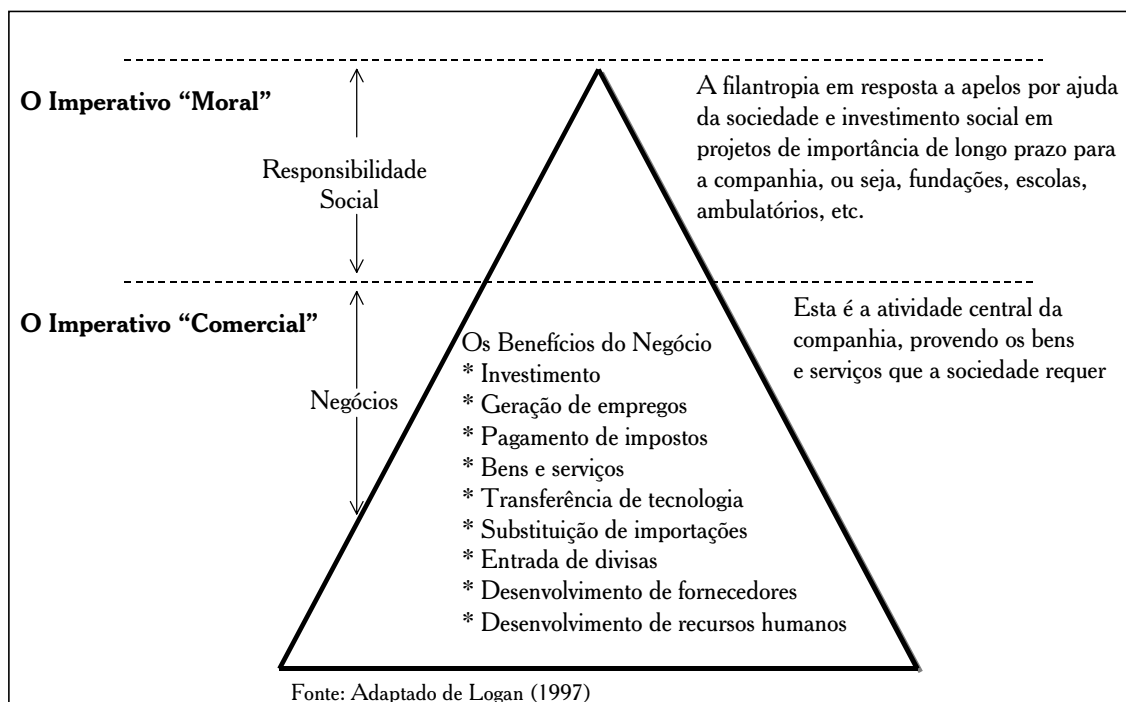 O Imperativo “Moral”
A filantropia em resposta a apelos por ajuda
da sociedade e investimento social em
projetos de importância de longo prazo para
a companhia, ou seja, fundações, escolas,
ambulatórios, etc.
Responsibilidade
Social
O Imperativo “Comercial”
Esta é a atividade central da
companhia, provendo os bens
e serviços que a sociedade requer
Negócios
Os Benefícios do Negócio
* Investimento
* Geração de empregos
* Pagamento de impostos
* Bens e serviços
* Transferência de tecnologia
* Substituição de importações
* Entrada de divisas
* Desenvolvimento de fornecedores
* Desenvolvimento de recursos humanos
Fonte: Adaptado de Logan (1997)